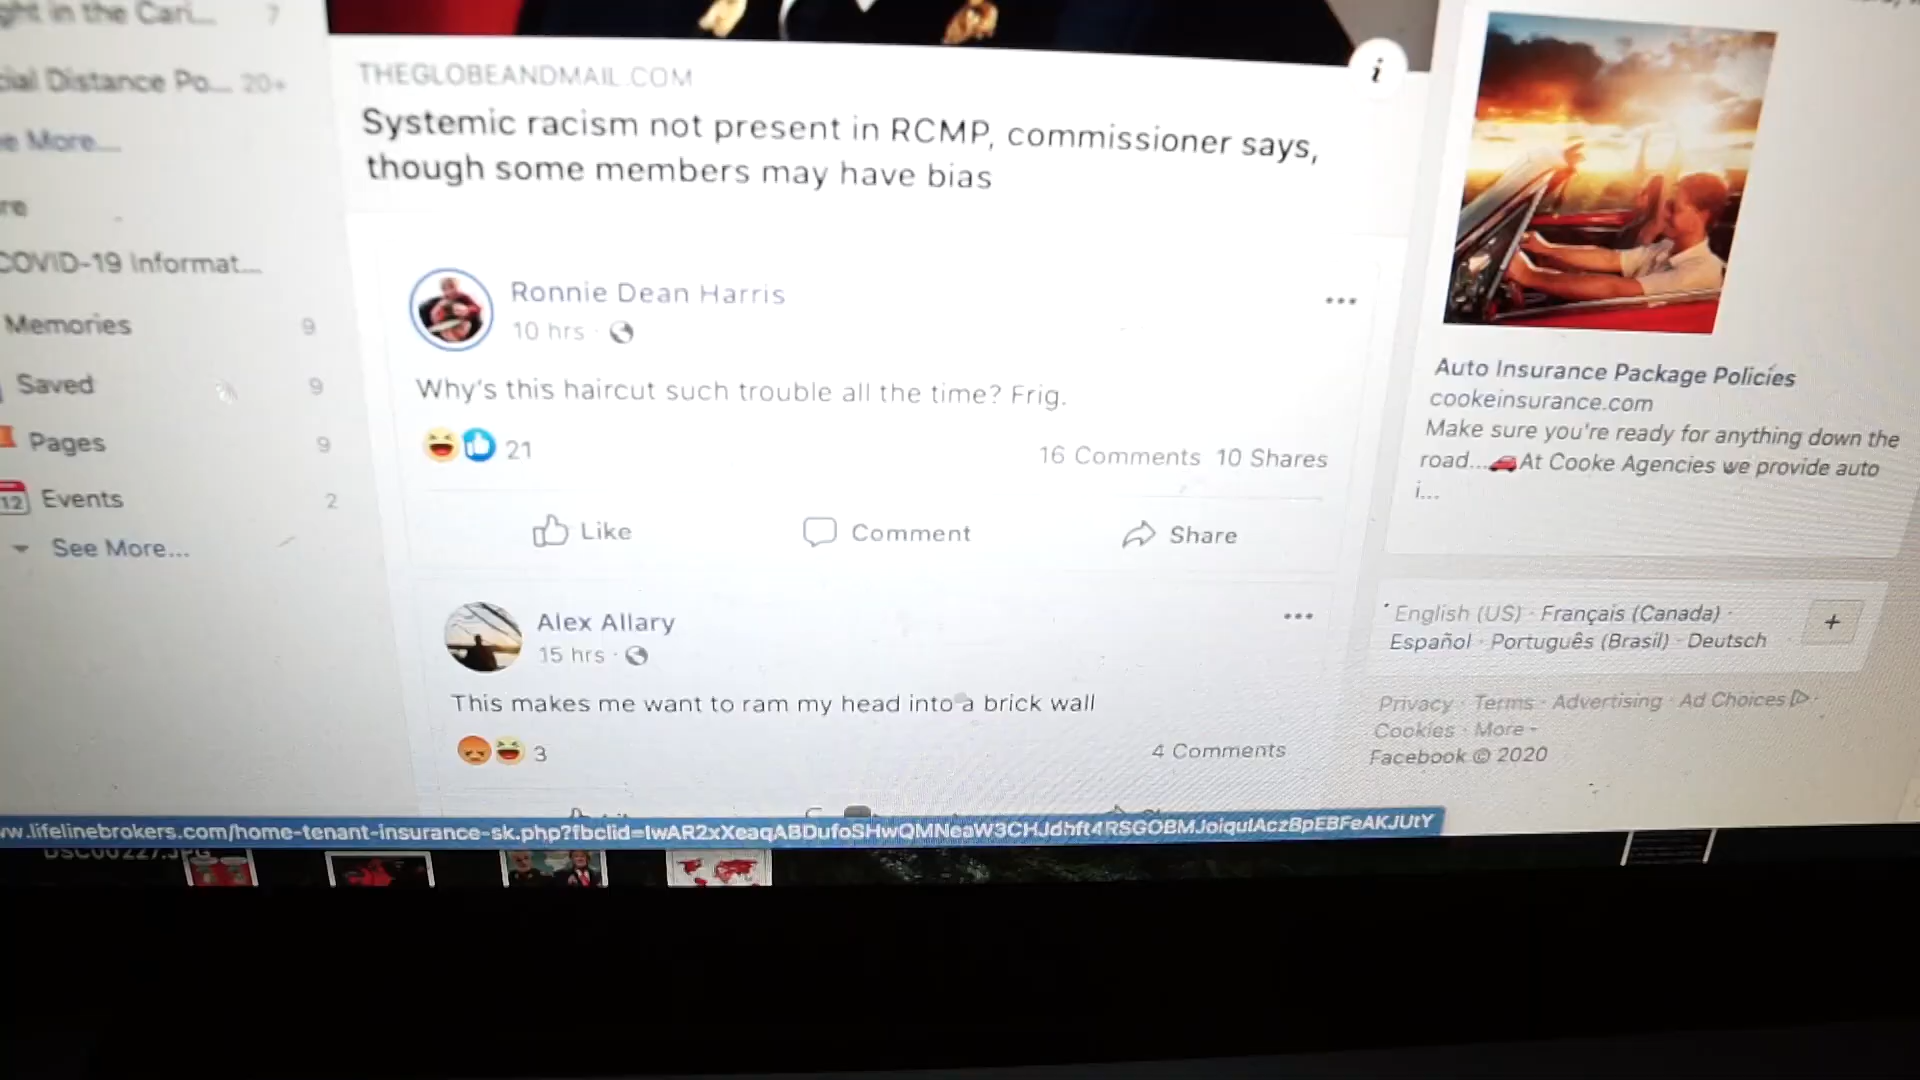 ght in the Cari... 7
cial Distance Po... 20+
e More...
re
COVID-19 Informat...
Memories 9
Saved 9
Pages 9
12 Events 2
See More...
THEGLOBEANDMAIL.COM
i
Systemic racism not present in RCMP, commissioner says,
though some members may have bias
Ronnie Dean Harris
10 hrs ·
Why's this haircut such trouble all the time? Frig.
21 16 Comments 10 Shares
Like Comment Share
Alex Allary
15 hrs ·
This makes me want to ram my head into a brick wall
3 4 Comments
Auto Insurance Package Policies
cookeinsurance.com
Make sure you're ready for anything down the
road...🚗At Cooke Agencies we provide auto
i...
English (US) · Français (Canada) ·
Español · Português (Brasil) · Deutsch
+
Privacy · Terms · Advertising · Ad Choices ·
Cookies · More
Facebook © 2020
ww.lifelinebrokers.com/home-tenant-insurance-sk.php?fbclid=IwAR2xXeaqABDufoSHwQMNeaW3CHJdhft4RSGOBMJoiqulAczBpEBFeAKJUtY
DSC00227.JPG